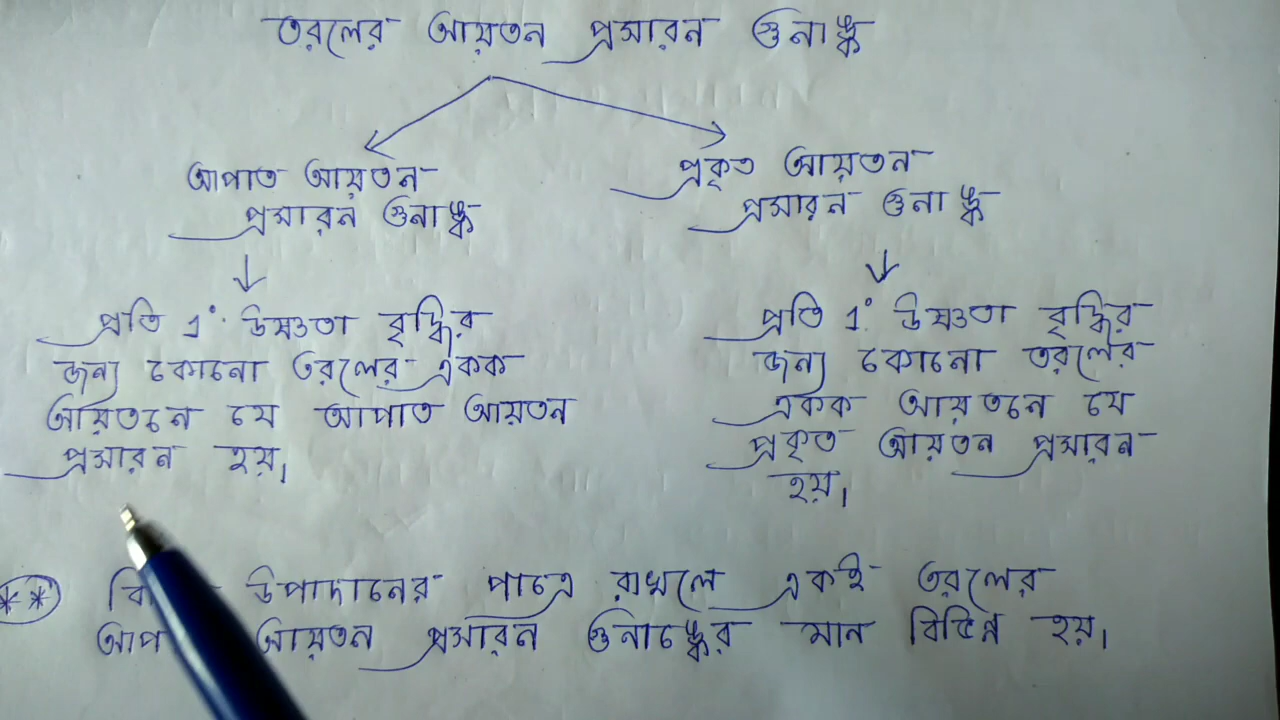 তরলের আয়তন প্রসারন গুনাঙ্ক
আপাত আয়তন
প্রসারন গুনাঙ্ক
প্রকৃত আয়তন
প্রসারন গুনাঙ্ক
প্রতি 1° উষ্ণতা বৃদ্ধির
জন্য কোনো তরলের একক
আয়তনে যে আপাত আয়তন
প্রসারন হয়।
প্রতি 1° উষ্ণতা বৃদ্ধির
জন্য কোনো তরলের
একক আয়তনে যে
প্রকৃত আয়তন প্রসারন
হয়।
** উপাদানের পাত্রে রাখলে একই তরলের
আয়তন প্রসারন গুনাঙ্কের মান বিভিন্ন হয়।